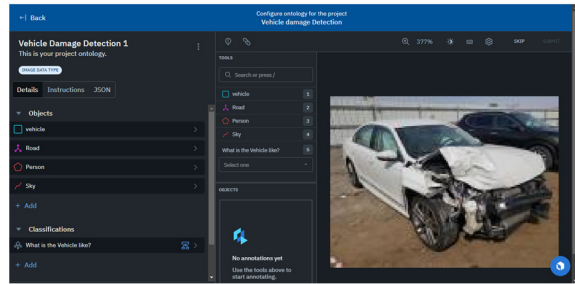 Back
Configure ontology for the project
Vehicle damage Detection
Vehicle Damage Detection 1
This is your project ontology.
IMAGE DATA TYPE
Details Instructions JSON
Objects
vehicle
Road
Person
Sky
+ Add
Classifications
What is the Vehicle like?
+ Add
TOOLS
Search or press /
vehicle 1
Road 2
Person 3
Sky 4
What is the Vehicle like? 5
Select one
OBJECTS
No annotations yet
Use the tools above to
start annotating.
377%
SKIP
SUBMIT